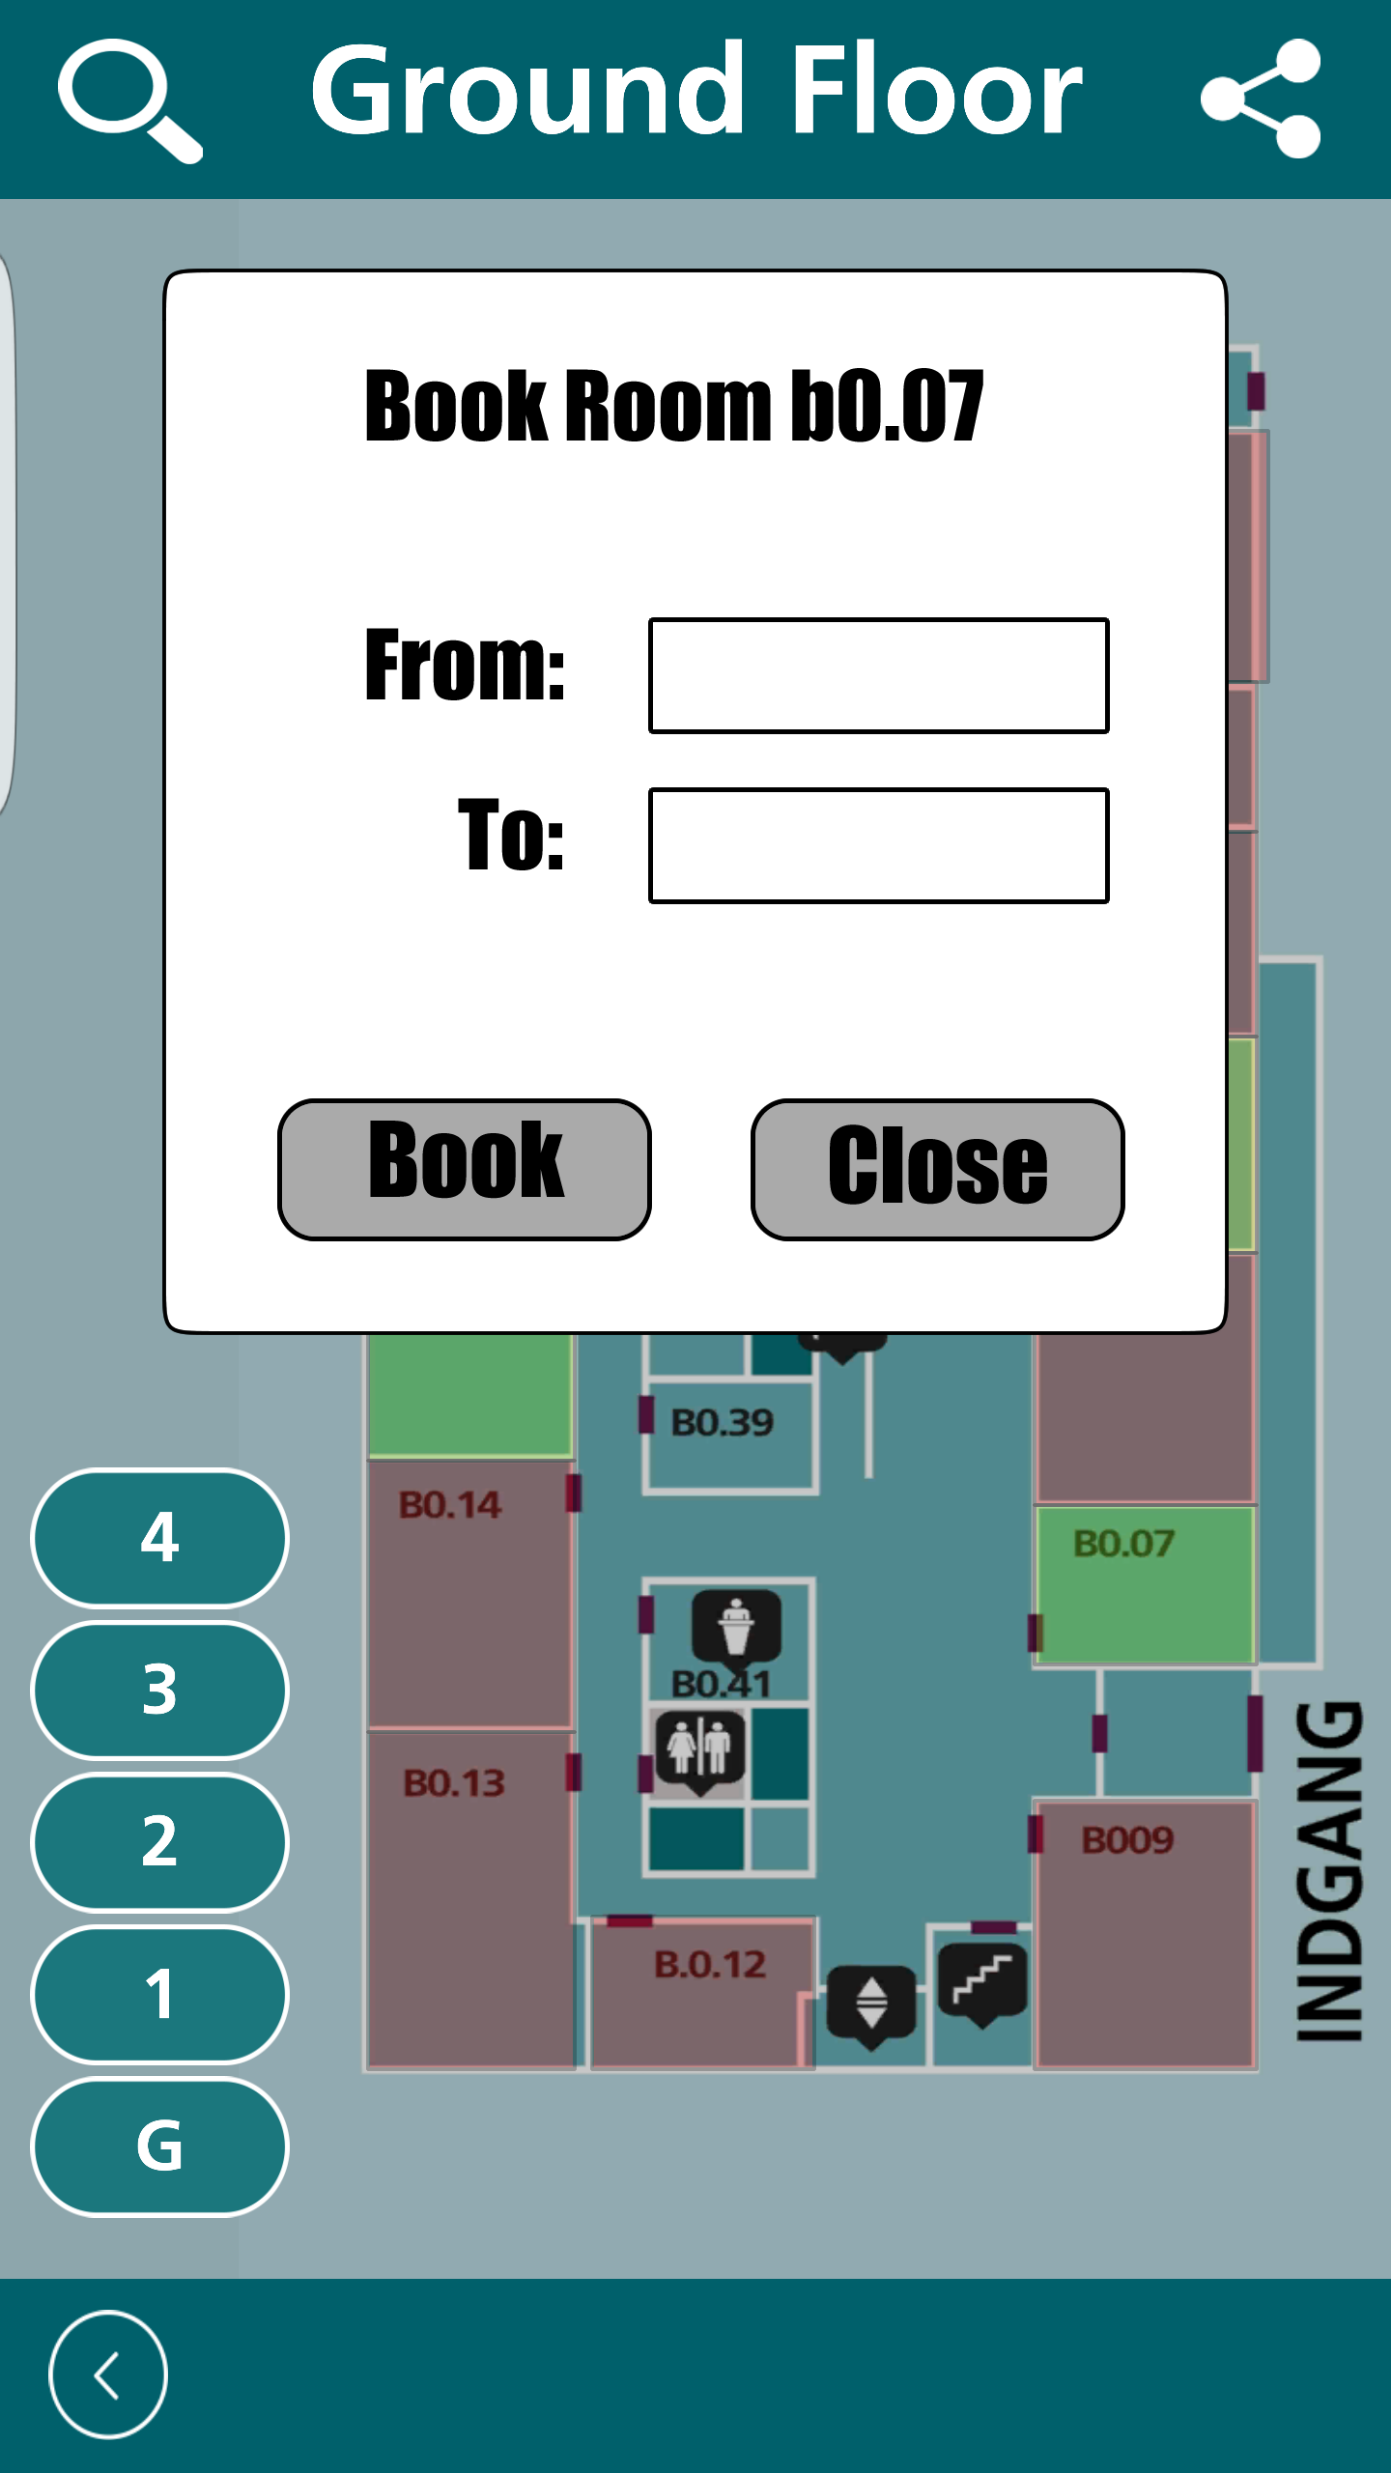 Ground Floor
Book Room b0.07
From:
To:
Book
Close
B0.39
B0.14
B0.07
4
3
B0.41
B0.13
2
B009
INDGANG
1
B.0.12
G